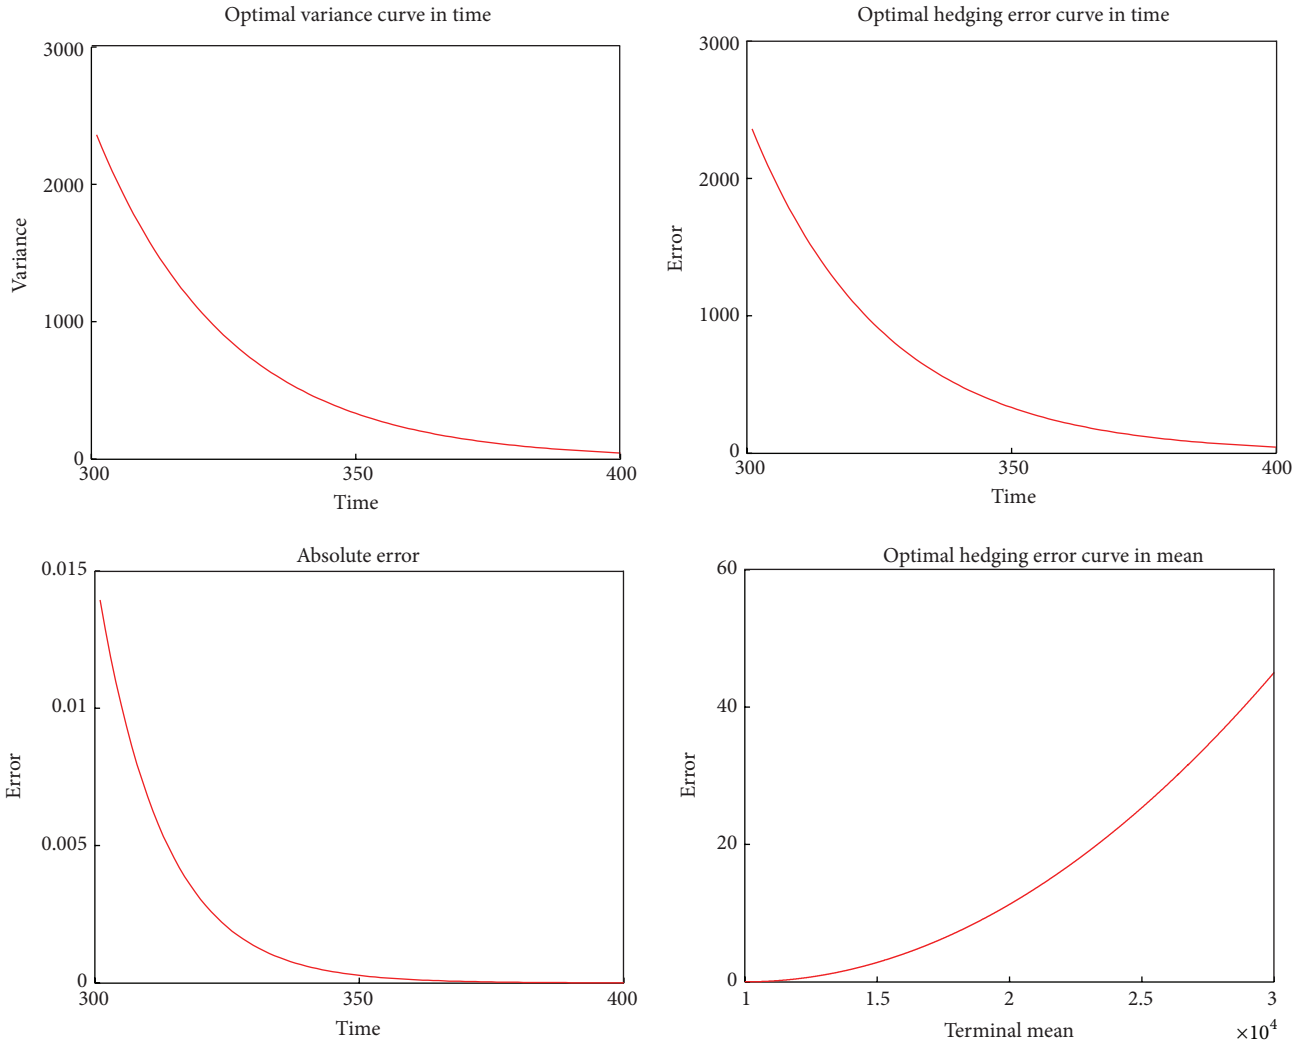 Optimal variance curve in time
3000
2000
1000
0
Variance
300
350
400
Time
Optimal hedging error curve in time
3000
2000
1000
0
Error
300
350
400
Time
Absolute error
0.015
0.01
0.005
0
Error
300
350
400
Time
Optimal hedging error curve in mean
60
40
20
0
Error
1
1.5
2
2.5
3
Terminal mean
×10⁴